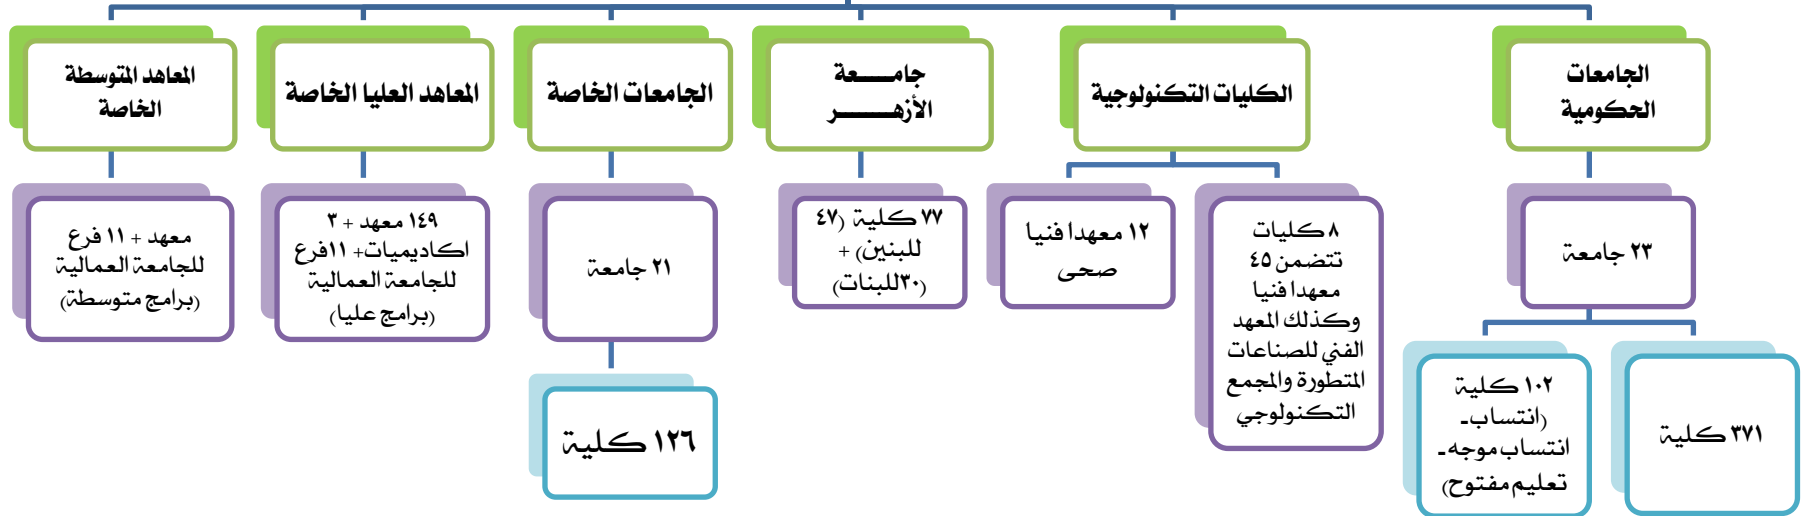 الجامعات
الحكومية
الكليات التكنولوجية
جامـــــعة
الأزهـــــــر
الجامعات الخاصة
المعاهد العليا الخاصة
المعاهد المتوسطة
الخاصة
٢٣ جامعة
٨ كليات
تتضمن ٤٥
معهدا فنيا
وكذلك المعهد
الفني للصناعات
المتطورة والمجمع
التكنولوجي
١٢ معهدا فنيا
صحى
٧٧ كلية (٤٧
للبنين) +
(٣٠للبنات)
٢١ جامعة
١٤٩ معهد + ٣
اكاديميات+ ١١فرع
للجامعة العمالية
(برامج عليا)
معهد + ١١ فرع
للجامعة العمالية
(برامج متوسطة)
٣٧١ كلية
١٠٢ كلية
(انتساب-
انتساب موجه -
تعليم مفتوح)
١٢٦ كلية